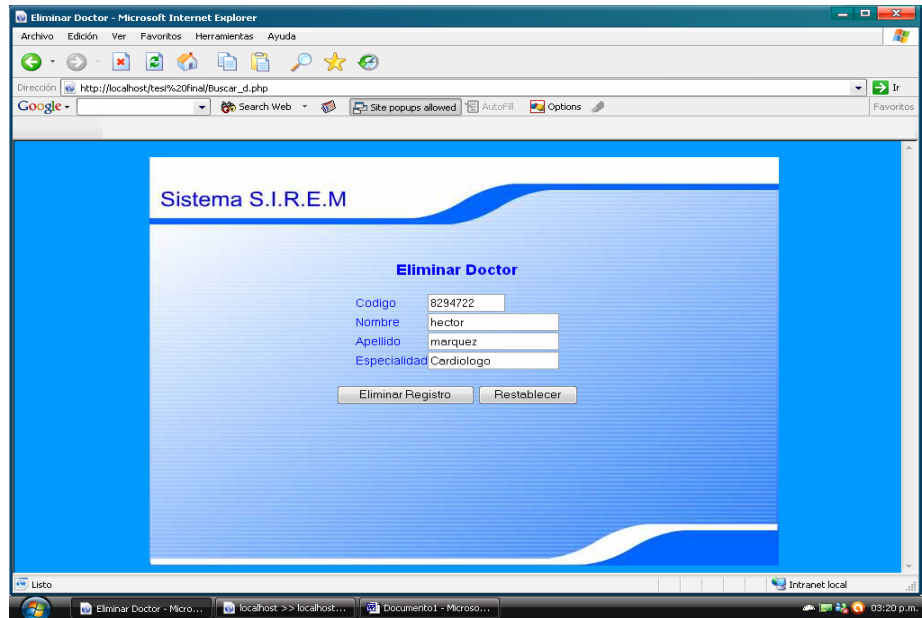 Eliminar Doctor - Microsoft Internet Explorer
Archivo Edición Ver Favoritos Herramientas Ayuda
Dirección http://localhost/tesi%20final/Buscar_d.php Ir
Google Search Web Site popups allowed AutoFill Options Favoritos
Sistema S.I.R.E.M
Eliminar Doctor
Codigo 8294722
Nombre hector
Apellido marquez
Especialidad Cardiologo
Eliminar Registro Restablecer
Listo Intranet local
Eliminar Doctor - Micro... localhost >> localhost... Documento1 - Microso... 03:20 p.m.